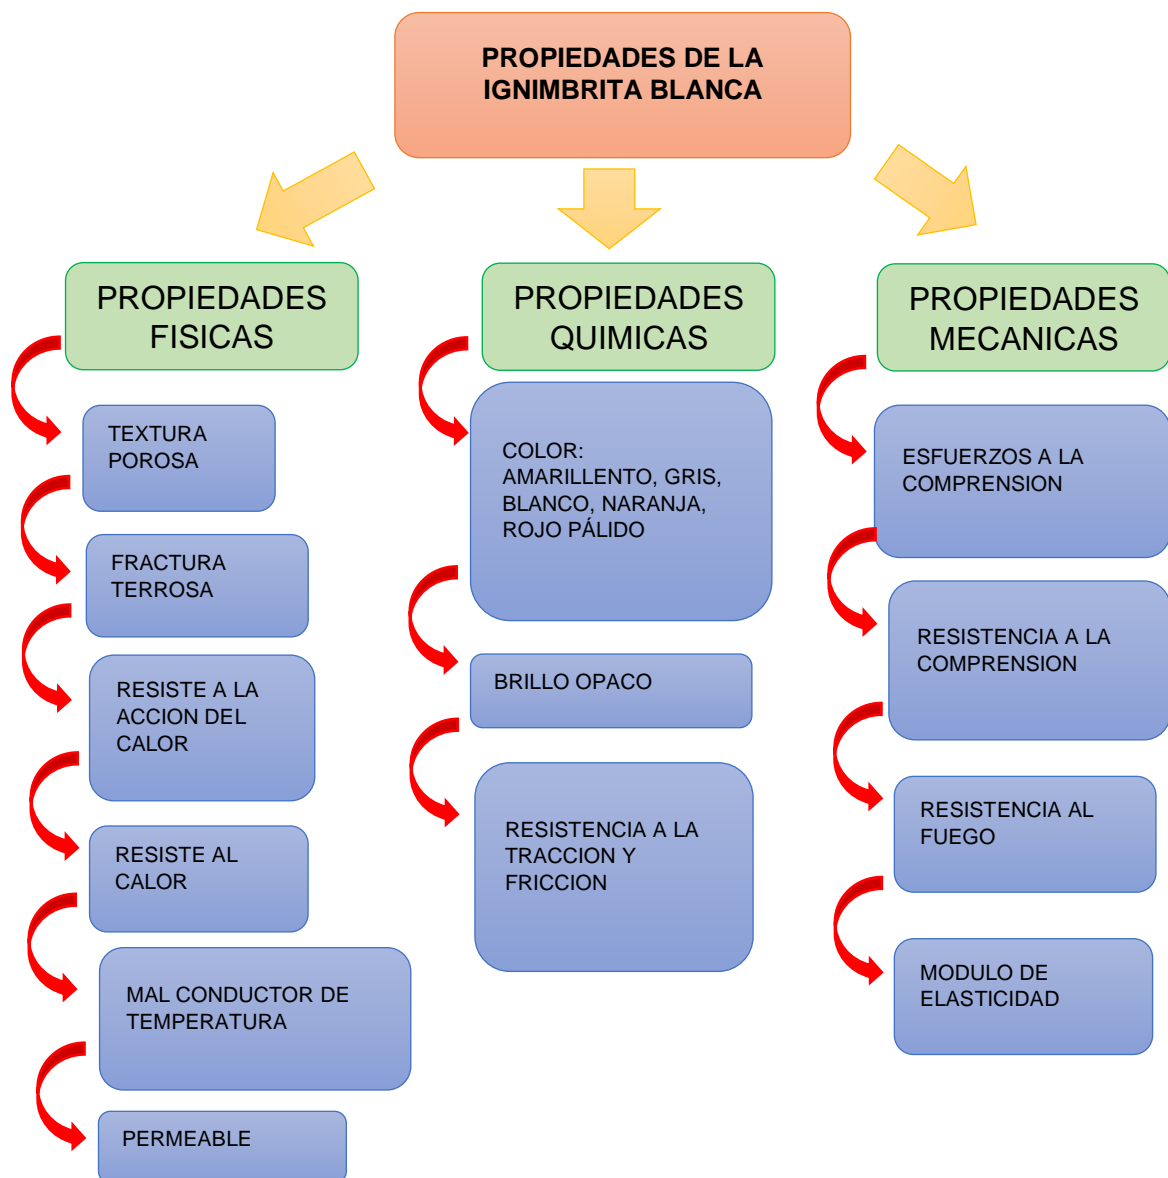 PROPIEDADES DE LA
IGNIMBRITA BLANCA
PROPIEDADES
FISICAS
TEXTURA
POROSA
FRACTURA
TERROSA
RESISTE A LA
ACCION DEL
CALOR
RESISTE AL
CALOR
MAL CONDUCTOR DE
TEMPERATURA
PERMEABLE
PROPIEDADES
QUIMICAS
COLOR:
AMARILLENTO, GRIS,
BLANCO, NARANJA,
ROJO PÁLIDO
BRILLO OPACO
RESISTENCIA A LA
TRACCION Y
FRICCION
PROPIEDADES
MECANICAS
ESFUERZOS A LA
COMPRENSION
RESISTENCIA A LA
COMPRENSION
RESISTENCIA AL
FUEGO
MODULO DE
ELASTICIDAD